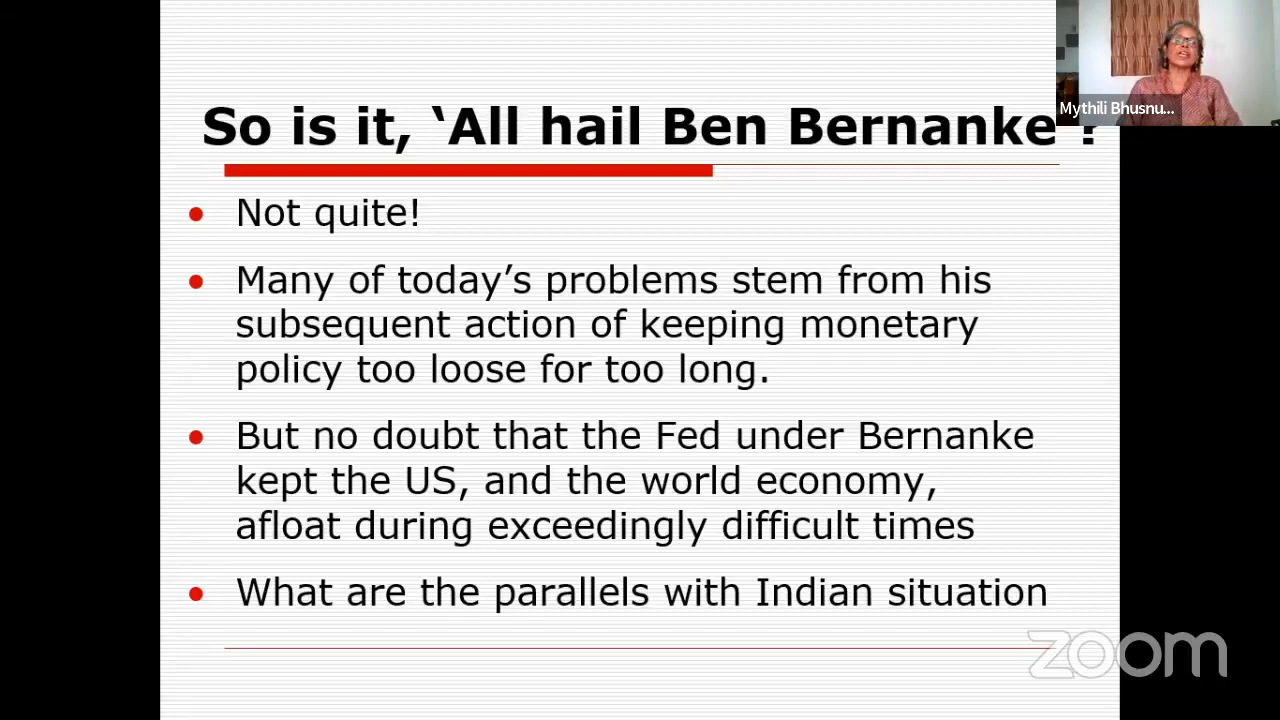 So is it, ‘All hail Ben Bernanke ?
Mythili Bhusnu...
Not quite!
Many of today’s problems stem from his
subsequent action of keeping monetary
policy too loose for too long.
But no doubt that the Fed under Bernanke
kept the US, and the world economy,
afloat during exceedingly difficult times
What are the parallels with Indian situation
zoom